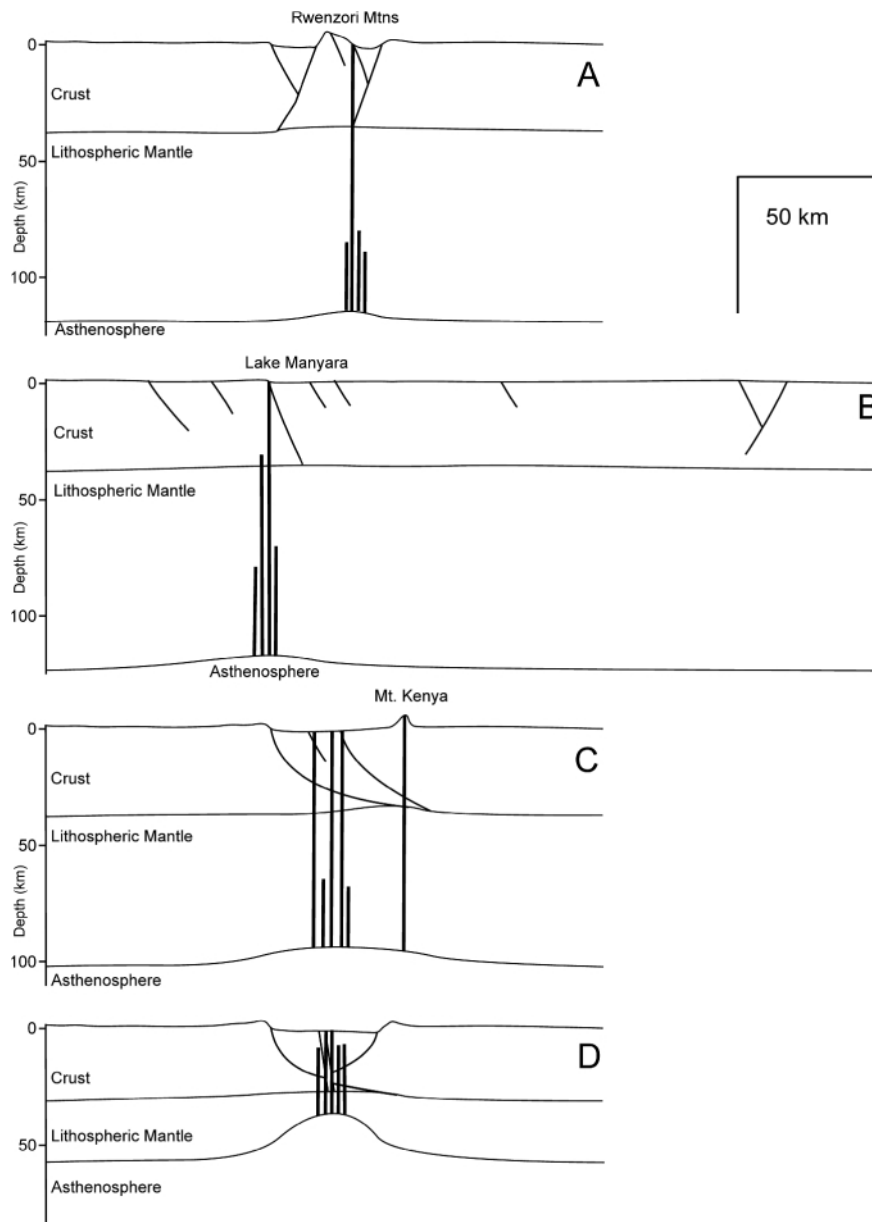 Rwenzori Mtns
0
A
Crust
Lithospheric Mantle
50
50 km
Depth (km)
100
Asthenosphere
Lake Manyara
0
B
Crust
Lithospheric Mantle
50
Depth (km)
100
Asthenosphere
Mt. Kenya
0
C
Crust
Lithospheric Mantle
50
Depth (km)
100
Asthenosphere
0
D
Crust
Lithospheric Mantle
50
Asthenosphere